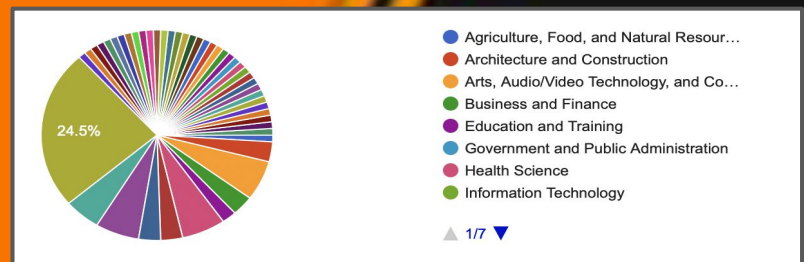 24.5%
Agriculture, Food, and Natural Resour…
Architecture and Construction
Arts, Audio/Video Technology, and Co…
Business and Finance
Education and Training
Government and Public Administration
Health Science
Information Technology
1/7